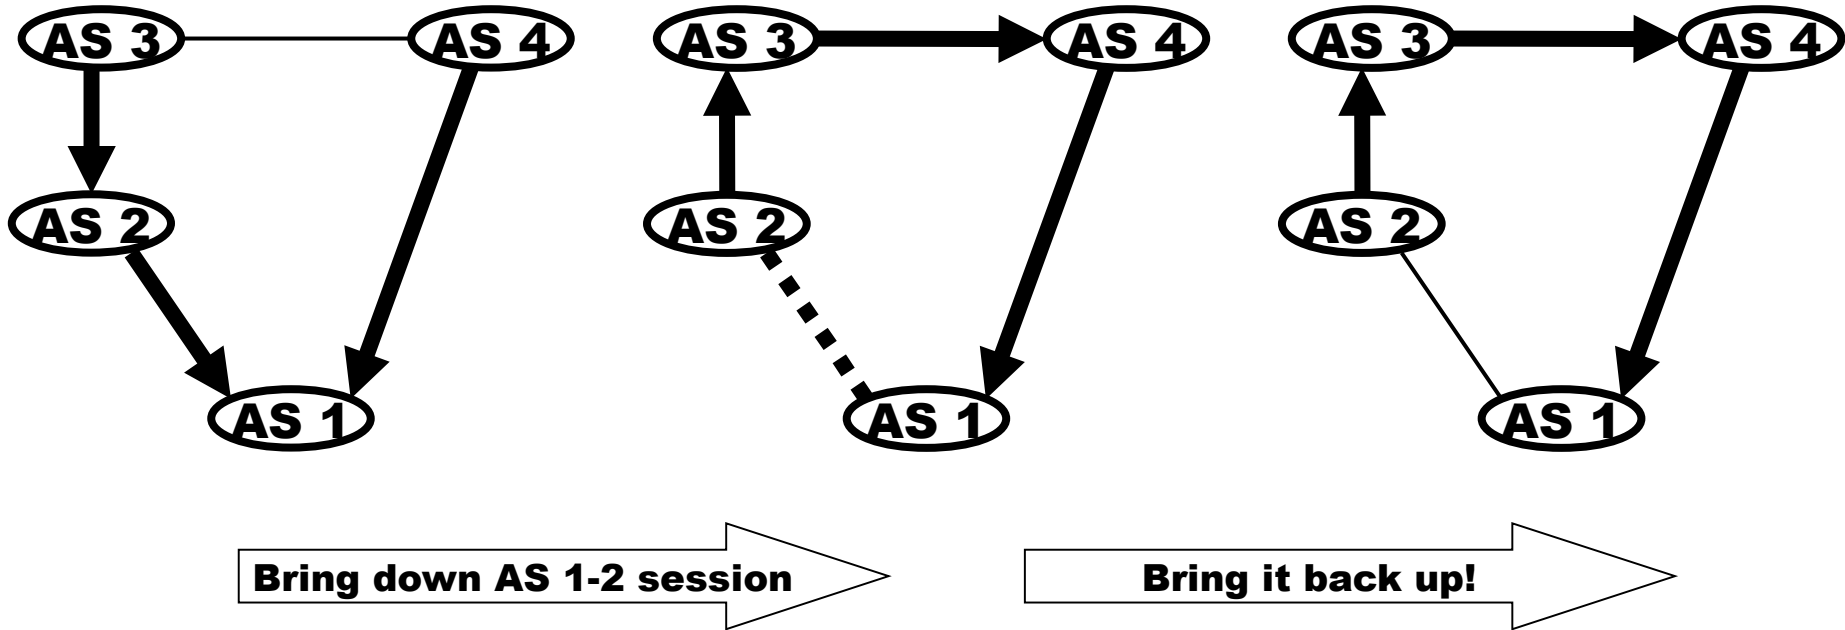 AS 3
AS 4
AS 3
AS 4
AS 3
AS 4
AS 2
AS 2
AS 2
AS 1
AS 1
AS 1
Bring down AS 1-2 session
Bring it back up!